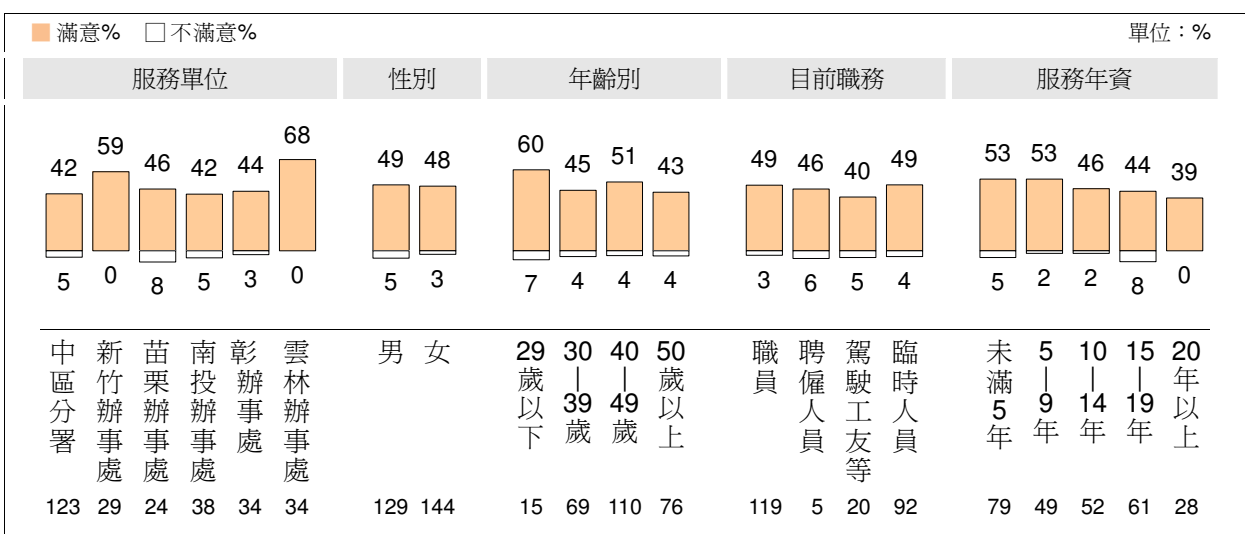 滿意% 不滿意% 單位：%
服務單位 性別 年齡別 目前職務 服務年資
42 59 46 42 44 68 49 48 60 45 51 43 49 46 40 49 53 53 46 44 39
5 0 8 5 3 0 5 3 7 4 4 4 3 6 5 4 5 2 2 8 0
中區分署
新竹辦事處
苗栗辦事處
南投辦事處
彰辦事處
雲林辦事處
男
女
29歲以下
30｜39歲
40｜49歲
50歲以上
職員
聘僱人員
駕駛工友等
臨時人員
未滿5年
5｜9年
10｜14年
15｜19年
20年以上
123 29 24 38 34 34 129 144 15 69 110 76 119 5 20 92 79 49 52 61 28